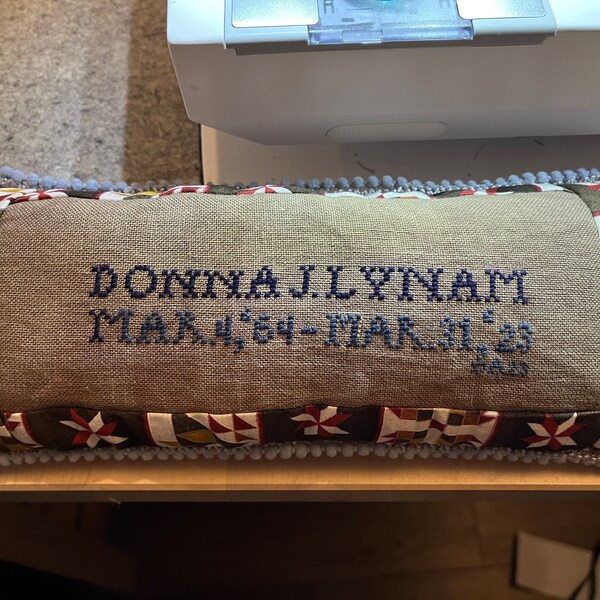 DONNA J. LYNAM
MAR. 4, '64 - MAR. 31, '23